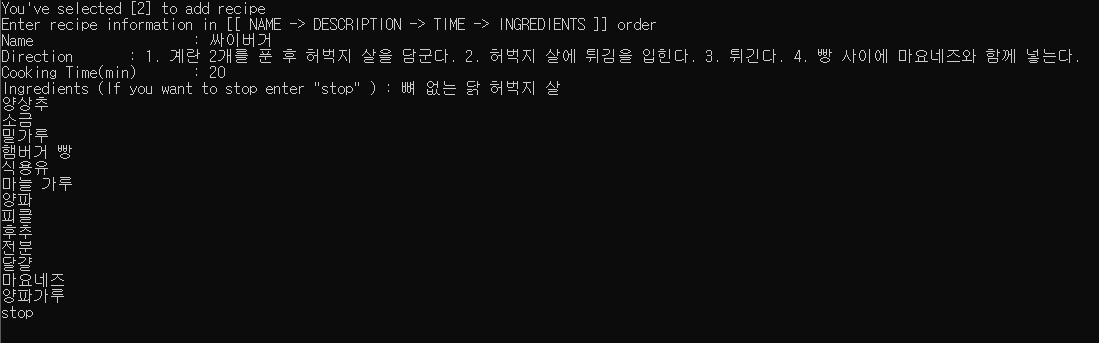 You've selected [2] to add recipe
Enter recipe information in [[ NAME -> DESCRIPTION -> TIME -> INGREDIENTS ]] order
Name : 싸이버거
Direction : 1. 계란 2개를 푼 후 허벅지 살을 담군다. 2. 허벅지 살에 튀김을 입힌다. 3. 튀긴다. 4. 빵 사이에 마요네즈와 함께 넣는다.
Cooking Time(min) : 20
Ingredients (If you want to stop enter "stop" ) : 뼈 없는 닭 허벅지 살
양상추
소금
밀가루
햄버거 빵
식용유
마늘 가루
양파
피클
후추
전분
달걀
마요네즈
양파가루
stop